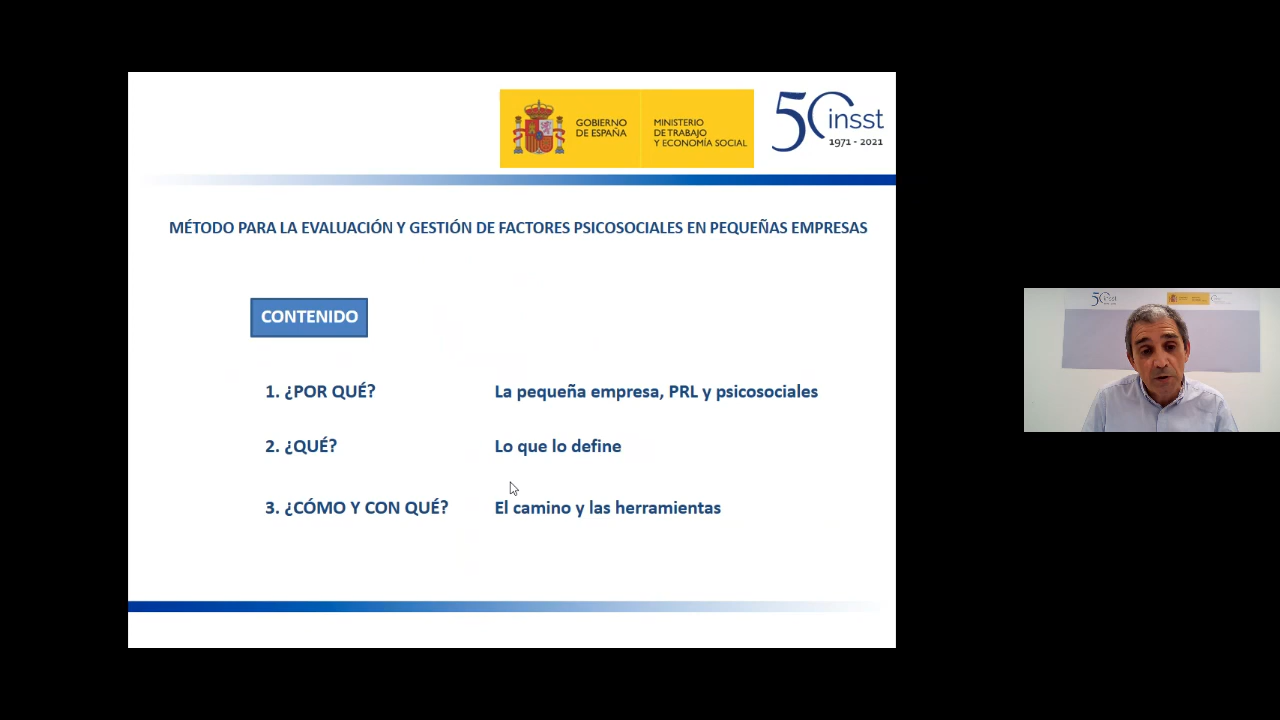 GOBIERNO
DE ESPAÑA
MINISTERIO
DE TRABAJO
Y ECONOMÍA SOCIAL
50 insst
1971 - 2021
MÉTODO PARA LA EVALUACIÓN Y GESTIÓN DE FACTORES PSICOSOCIALES EN PEQUEÑAS EMPRESAS
CONTENIDO
1. ¿POR QUÉ? La pequeña empresa, PRL y psicosociales
2. ¿QUÉ? Lo que lo define
3. ¿CÓMO Y CON QUÉ? El camino y las herramientas
50 insst